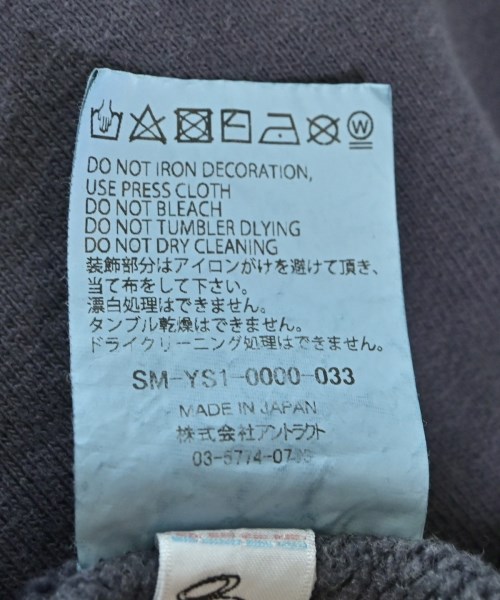 DO NOT IRON DECORATION,
USE PRESS CLOTH
DO NOT BLEACH
DO NOT TUMBLER DLYING
DO NOT DRY CLEANING
装飾部分はアイロンがけを避けて頂き、
当て布をして下さい。
漂白処理はできません。
タンブル乾燥はできません。
ドライクリーニング処理はできません。
SM-YS1-0000-033
MADE IN JAPAN
株式会社アントラクト